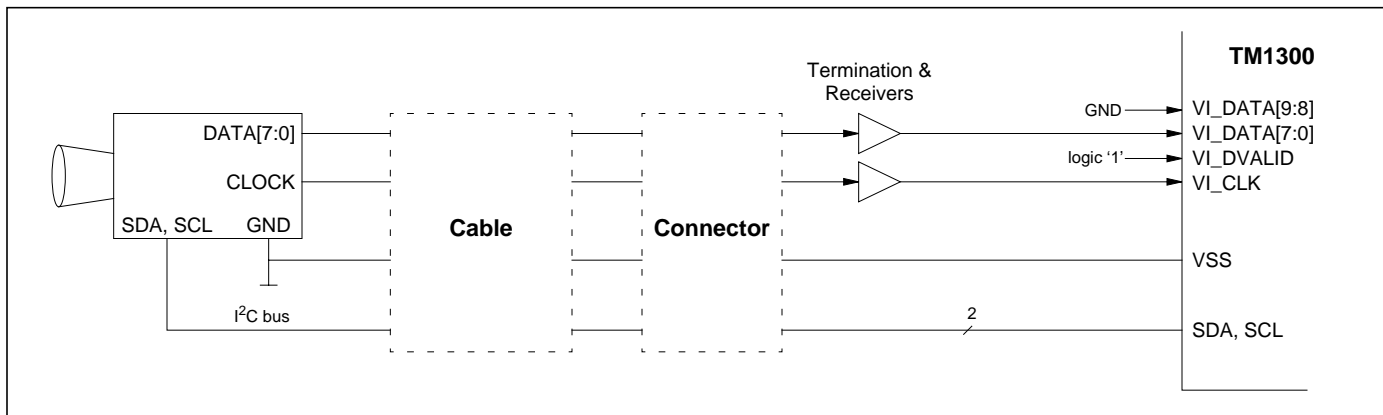 TM1300
Termination &
Receivers
GND
VI_DATA[9:8]
DATA[7:0]
VI_DATA[7:0]
logic ‘1’
VI_DVALID
CLOCK
VI_CLK
SDA, SCL
GND
Cable
Connector
VSS
I²C bus
2
SDA, SCL